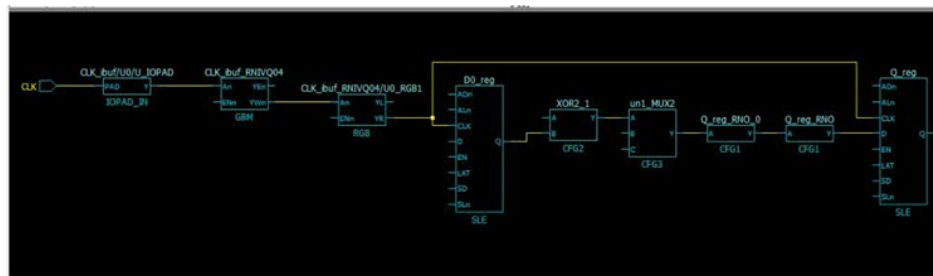 CLK
CLK_ibuf/U0/U_IOPAD
PAD Y
IOPAD_IN
CLK_ibuf_RNIVQ04
An YEn
ENn YWn
GBM
CLK_ibuf_RNIVQ04/U0_RGB1
An YL
ENn YR
RGB
D0_reg
ADn
ALn
CLK
D
EN
LAT
SD
SLn
Q
SLE
XOR2_1
A Y
B
CFG2
un1_MUX2
A
B Y
C
CFG3
Q_reg_RNO_0
A Y
CFG1
Q_reg_RNO
A Y
CFG1
Q_reg
ADn
ALn
CLK
D
EN
LAT
SD
SLn
Q
SLE